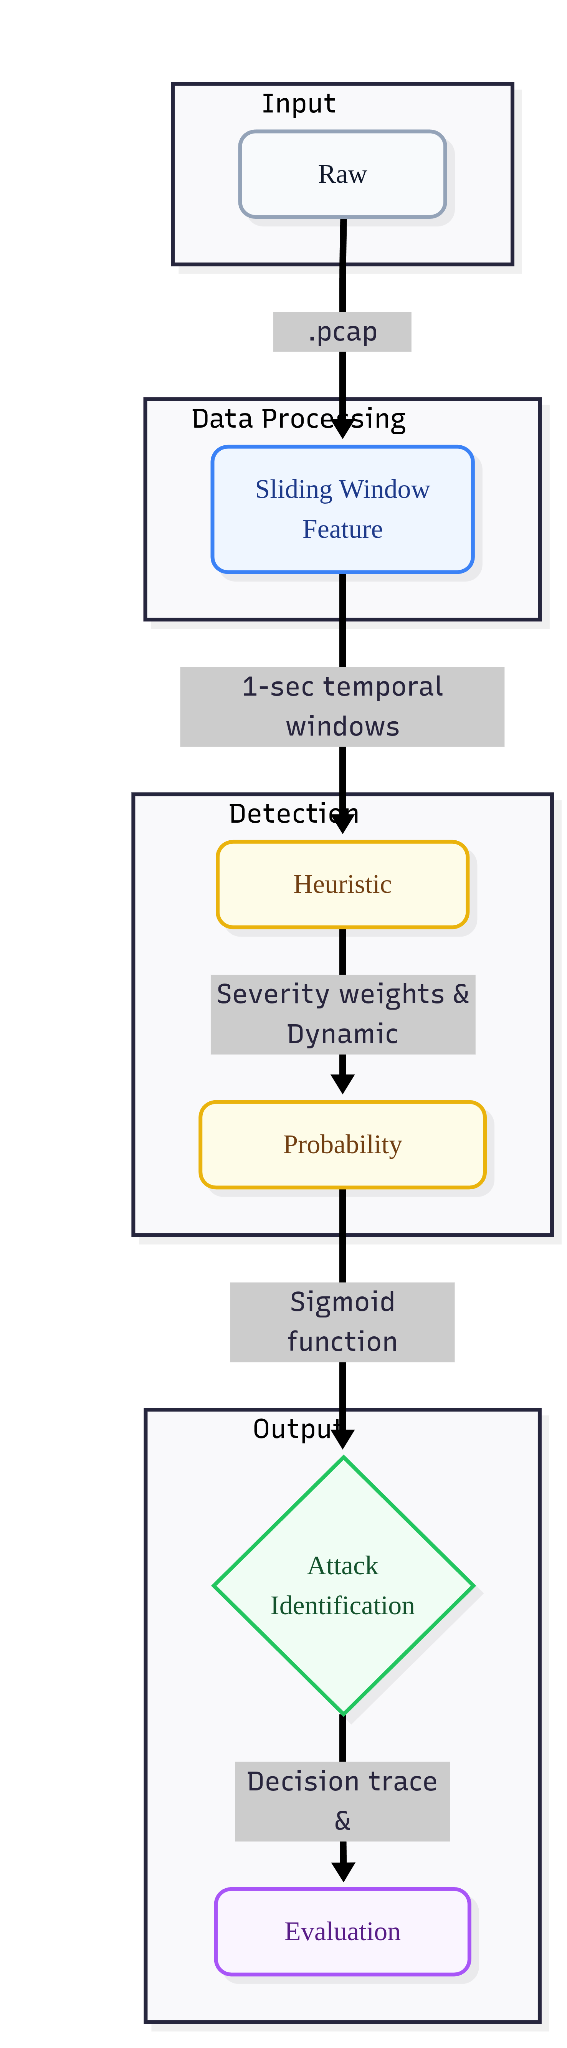 Input
Raw
.pcap
Data Processing
Sliding Window
Feature
1-sec temporal
windows
Detection
Heuristic
Severity weights &
Dynamic
Probability
Sigmoid
function
Output
Attack
Identification
Decision trace
&
Evaluation